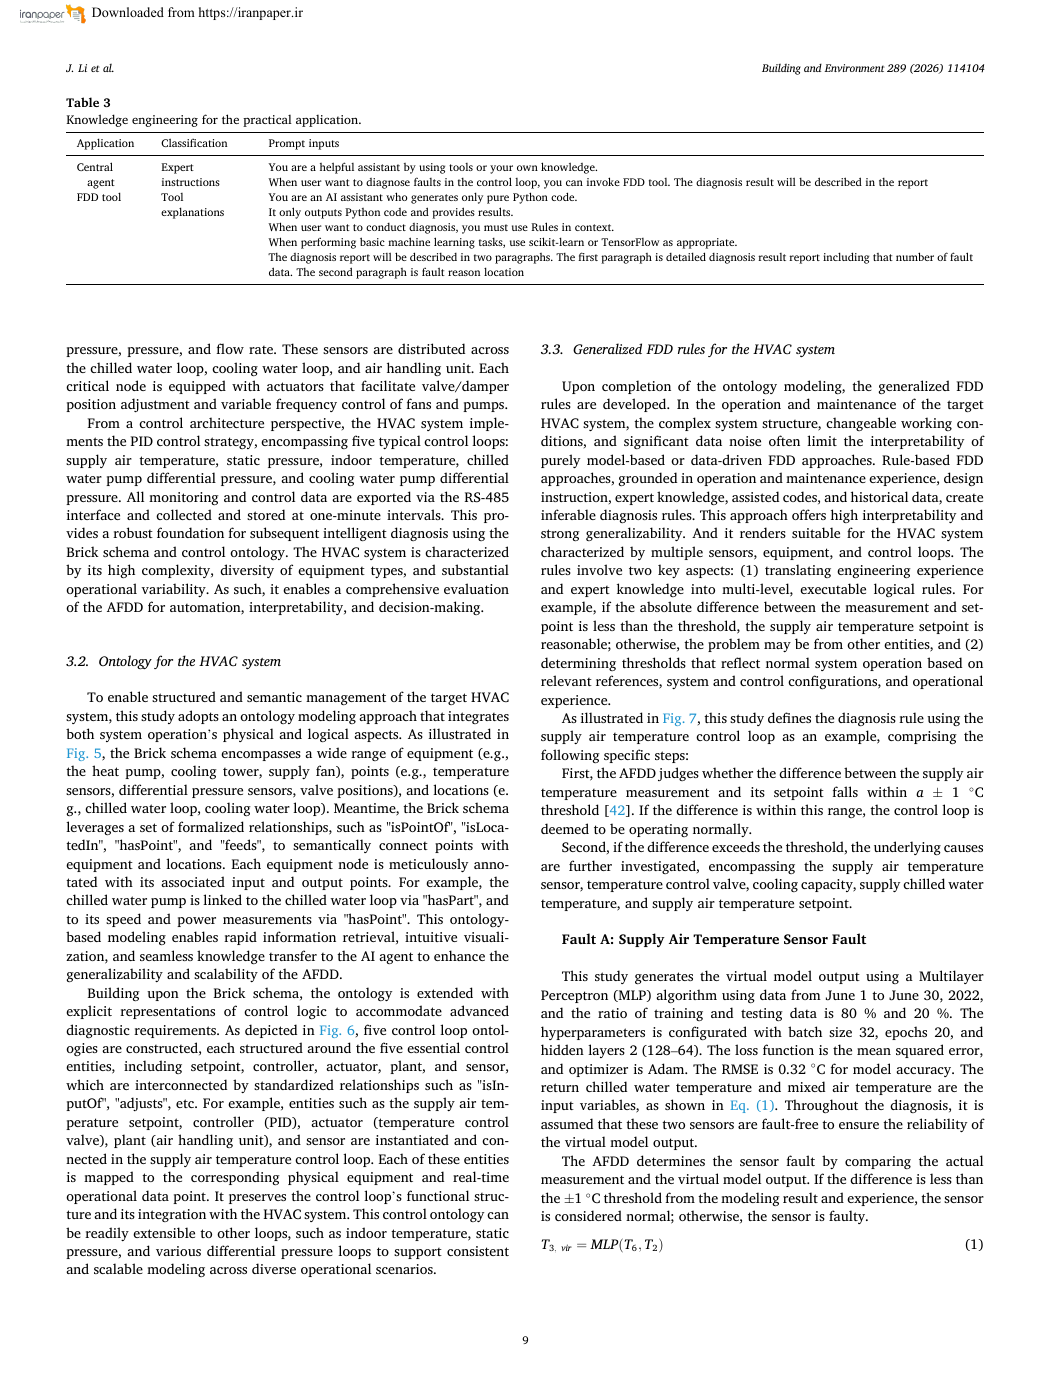 iranpaper
Downloaded from https://iranpaper.ir
J. Li et al.
Building and Environment 289 (2026) 114104
Table 3
Knowledge engineering for the practical application.
Application Classification Prompt inputs
Central Expert You are a helpful assistant by using tools or your own knowledge.
agent instructions When user want to diagnose faults in the control loop, you can invoke FDD tool. The diagnosis result will be described in the report
FDD tool Tool You are an AI assistant who generates only pure Python code.
explanations It only outputs Python code and provides results.
When user want to conduct diagnosis, you must use Rules in context.
When performing basic machine learning tasks, use scikit-learn or TensorFlow as appropriate.
The diagnosis report will be described in two paragraphs. The first paragraph is detailed diagnosis result report including that number of fault
data. The second paragraph is fault reason location
pressure, pressure, and flow rate. These sensors are distributed across
the chilled water loop, cooling water loop, and air handling unit. Each
critical node is equipped with actuators that facilitate valve/damper
position adjustment and variable frequency control of fans and pumps.
From a control architecture perspective, the HVAC system imple-
ments the PID control strategy, encompassing five typical control loops:
supply air temperature, static pressure, indoor temperature, chilled
water pump differential pressure, and cooling water pump differential
pressure. All monitoring and control data are exported via the RS-485
interface and collected and stored at one-minute intervals. This pro-
vides a robust foundation for subsequent intelligent diagnosis using the
Brick schema and control ontology. The HVAC system is characterized
by its high complexity, diversity of equipment types, and substantial
operational variability. As such, it enables a comprehensive evaluation
of the AFDD for automation, interpretability, and decision-making.
3.2. Ontology for the HVAC system
To enable structured and semantic management of the target HVAC
system, this study adopts an ontology modeling approach that integrates
both system operation's physical and logical aspects. As illustrated in
Fig. 5, the Brick schema encompasses a wide range of equipment (e.g.,
the heat pump, cooling tower, supply fan), points (e.g., temperature
sensors, differential pressure sensors, valve positions), and locations (e.
g., chilled water loop, cooling water loop). Meantime, the Brick schema
leverages a set of formalized relationships, such as "isPointOf", "isLoca-
tedIn", "hasPoint", and "feeds", to semantically connect points with
equipment and locations. Each equipment node is meticulously anno-
tated with its associated input and output points. For example, the
chilled water pump is linked to the chilled water loop via "hasPart", and
to its speed and power measurements via "hasPoint". This ontology-
based modeling enables rapid information retrieval, intuitive visuali-
zation, and seamless knowledge transfer to the AI agent to enhance the
generalizability and scalability of the AFDD.
Building upon the Brick schema, the ontology is extended with
explicit representations of control logic to accommodate advanced
diagnostic requirements. As depicted in Fig. 6, five control loop ontol-
ogies are constructed, each structured around the five essential control
entities, including setpoint, controller, actuator, plant, and sensor,
which are interconnected by standardized relationships such as "isIn-
putOf", "adjusts", etc. For example, entities such as the supply air tem-
perature setpoint, controller (PID), actuator (temperature control
valve), plant (air handling unit), and sensor are instantiated and con-
nected in the supply air temperature control loop. Each of these entities
is mapped to the corresponding physical equipment and real-time
operational data point. It preserves the control loop's functional struc-
ture and its integration with the HVAC system. This control ontology can
be readily extensible to other loops, such as indoor temperature, static
pressure, and various differential pressure loops to support consistent
and scalable modeling across diverse operational scenarios.
3.3. Generalized FDD rules for the HVAC system
Upon completion of the ontology modeling, the generalized FDD
rules are developed. In the operation and maintenance of the target
HVAC system, the complex system structure, changeable working con-
ditions, and significant data noise often limit the interpretability of
purely model-based or data-driven FDD approaches. Rule-based FDD
approaches, grounded in operation and maintenance experience, design
instruction, expert knowledge, assisted codes, and historical data, create
inferable diagnosis rules. This approach offers high interpretability and
strong generalizability. And it renders suitable for the HVAC system
characterized by multiple sensors, equipment, and control loops. The
rules involve two key aspects: (1) translating engineering experience
and expert knowledge into multi-level, executable logical rules. For
example, if the absolute difference between the measurement and set-
point is less than the threshold, the supply air temperature setpoint is
reasonable; otherwise, the problem may be from other entities, and (2)
determining thresholds that reflect normal system operation based on
relevant references, system and control configurations, and operational
experience.
As illustrated in Fig. 7, this study defines the diagnosis rule using the
supply air temperature control loop as an example, comprising the
following specific steps:
First, the AFDD judges whether the difference between the supply air
temperature measurement and its setpoint falls within a ± 1 °C
threshold [42]. If the difference is within this range, the control loop is
deemed to be operating normally.
Second, if the difference exceeds the threshold, the underlying causes
are further investigated, encompassing the supply air temperature
sensor, temperature control valve, cooling capacity, supply chilled water
temperature, and supply air temperature setpoint.
Fault A: Supply Air Temperature Sensor Fault
This study generates the virtual model output using a Multilayer
Perceptron (MLP) algorithm using data from June 1 to June 30, 2022,
and the ratio of training and testing data is 80 % and 20 %. The
hyperparameters is configurated with batch size 32, epochs 20, and
hidden layers 2 (128–64). The loss function is the mean squared error,
and optimizer is Adam. The RMSE is 0.32 °C for model accuracy. The
return chilled water temperature and mixed air temperature are the
input variables, as shown in Eq. (1). Throughout the diagnosis, it is
assumed that these two sensors are fault-free to ensure the reliability of
the virtual model output.
The AFDD determines the sensor fault by comparing the actual
measurement and the virtual model output. If the difference is less than
the ±1 °C threshold from the modeling result and experience, the sensor
is considered normal; otherwise, the sensor is faulty.
T3, vir = MLP(T6, T2) (1)
9